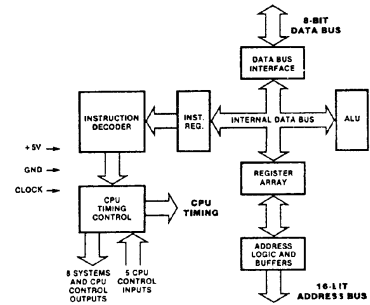 8-BIT
DATA BUS
DATA BUS
INTERFACE
INSTRUCTION
DECODER
INST.
REG.
INTERNAL DATA BUS
ALU
+5V
GND
CLOCK
REGISTER
ARRAY
CPU
TIMING
CONTROL
CPU
TIMING
ADDRESS
LOGIC AND
BUFFERS
8 SYSTEMS
AND CPU
CONTROL
OUTPUTS
5 CPU
CONTROL
INPUTS
16-LIT
ADDRESS BUS